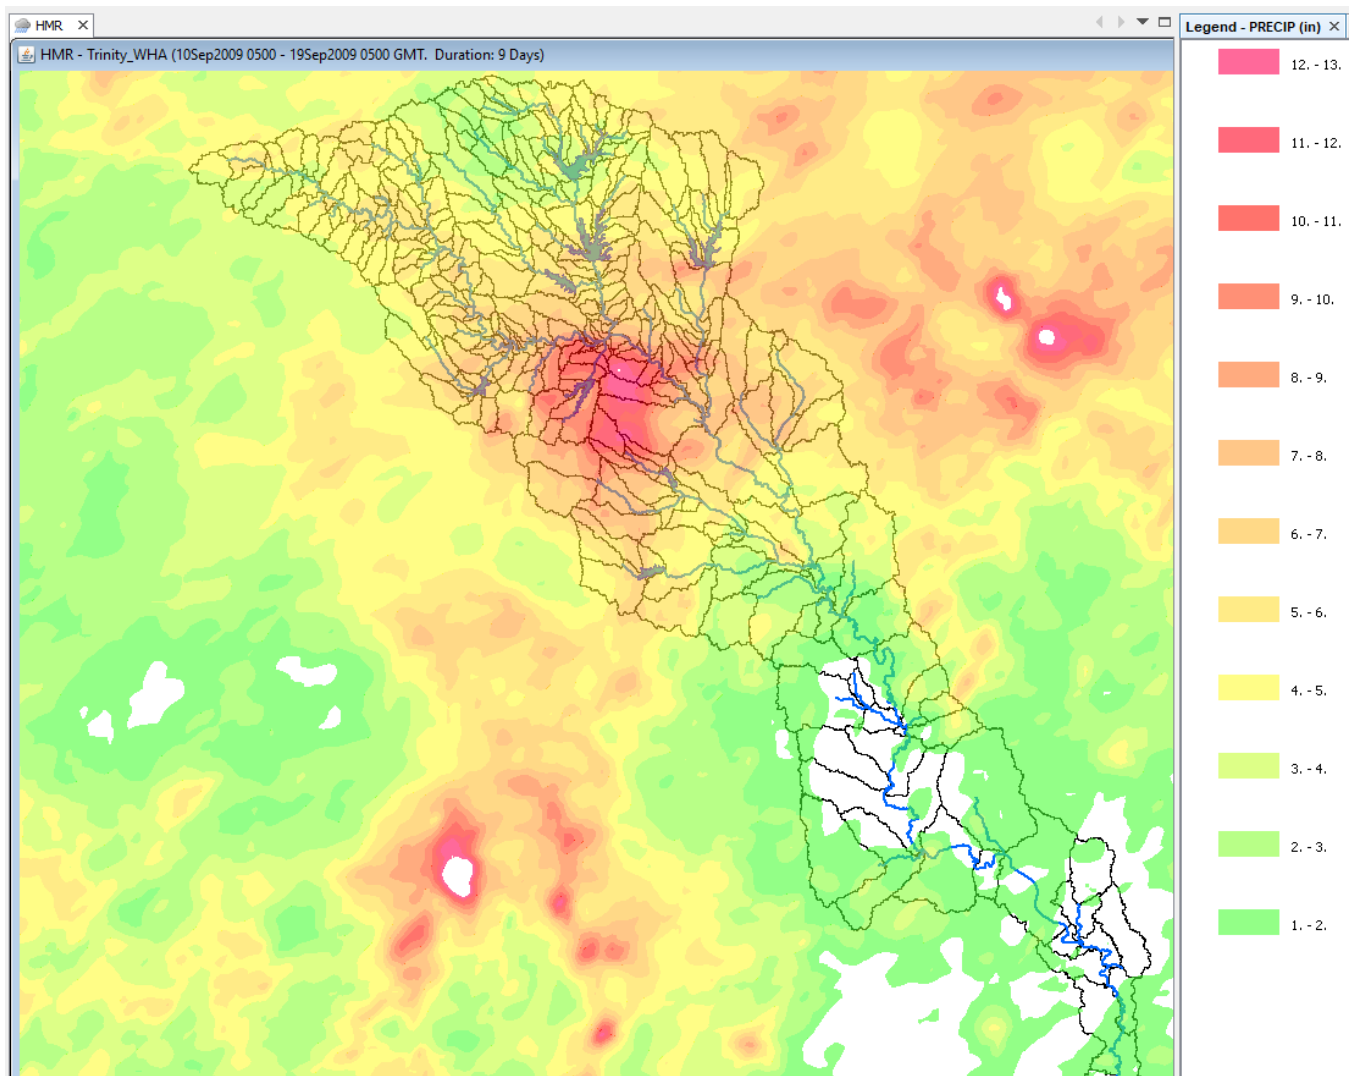 HMR
Legend - PRECIP (in)
HMR - Trinity_WHA (10Sep2009 0500 - 19Sep2009 0500 GMT. Duration: 9 Days)
12. - 13.
11. - 12.
10. - 11.
9. - 10.
8. - 9.
7. - 8.
6. - 7.
5. - 6.
4. - 5.
3. - 4.
2. - 3.
1. - 2.